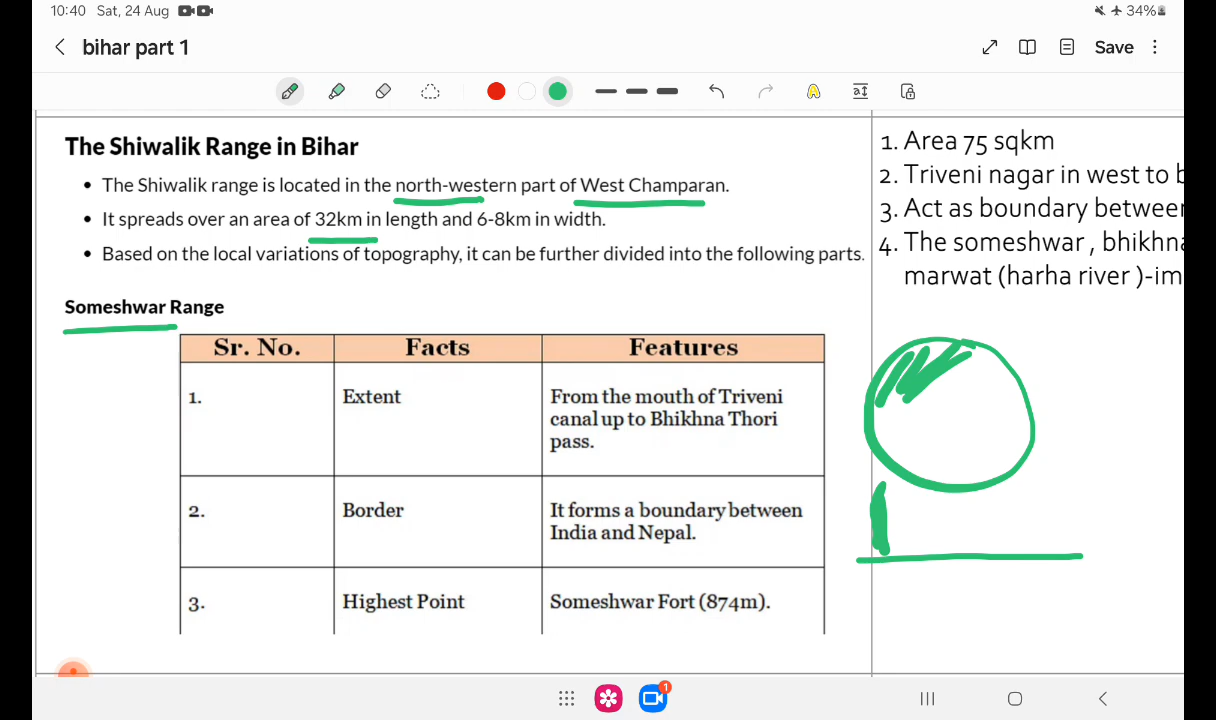 10:40 Sat, 24 Aug
34%
bihar part 1
Save
The Shiwalik Range in Bihar
• The Shiwalik range is located in the north-western part of West Champaran.
• It spreads over an area of 32km in length and 6-8km in width.
• Based on the local variations of topography, it can be further divided into the following parts.
Someshwar Range
Sr. No. Facts Features
1. Extent From the mouth of Triveni
canal up to Bhikhna Thori
pass.
2. Border It forms a boundary between
India and Nepal.
3. Highest Point Someshwar Fort (874m).
1. Area 75 sqkm
2. Triveni nagar in west to b
3. Act as boundary between
4. The someshwar , bhikhna
marwat (harha river )-im
1